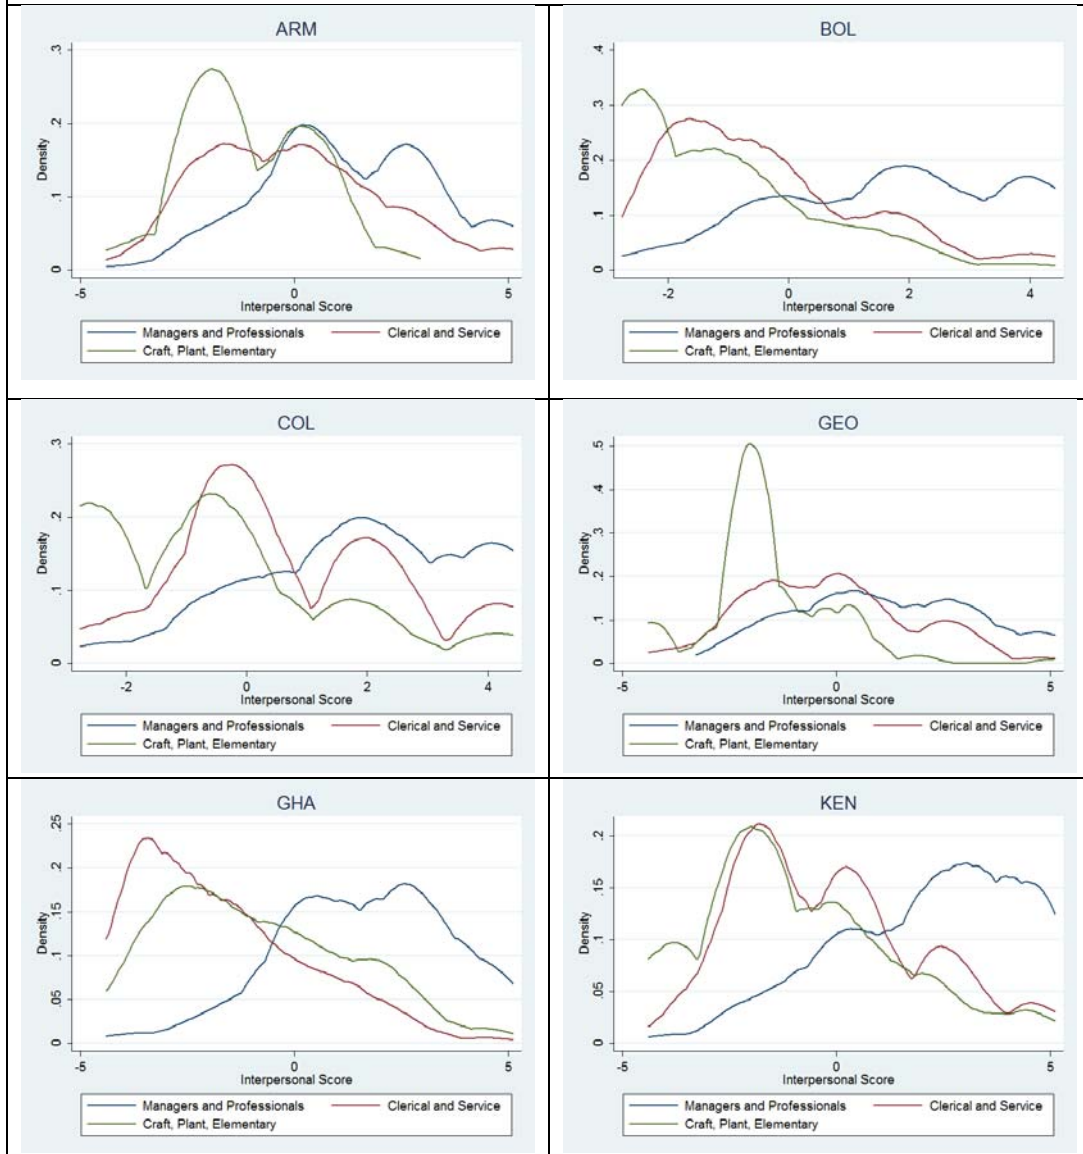 ARM
Density
0 .1 .2 .3
-5 0 5
Interpersonal Score
Managers and Professionals Clerical and Service
Craft, Plant, Elementary
BOL
Density
0 .1 .2 .3 .4
-2 0 2 4
Interpersonal Score
Managers and Professionals Clerical and Service
Craft, Plant, Elementary
COL
Density
0 .1 .2 .3
-2 0 2 4
Interpersonal Score
Managers and Professionals Clerical and Service
Craft, Plant, Elementary
GEO
Density
0 .1 .2 .3 .4 .5
-5 0 5
Interpersonal Score
Managers and Professionals Clerical and Service
Craft, Plant, Elementary
GHA
Density
0 .05 .1 .15 .2 .25
-5 0 5
Interpersonal Score
Managers and Professionals Clerical and Service
Craft, Plant, Elementary
KEN
Density
0 .05 .1 .15 .2
-5 0 5
Interpersonal Score
Managers and Professionals Clerical and Service
Craft, Plant, Elementary